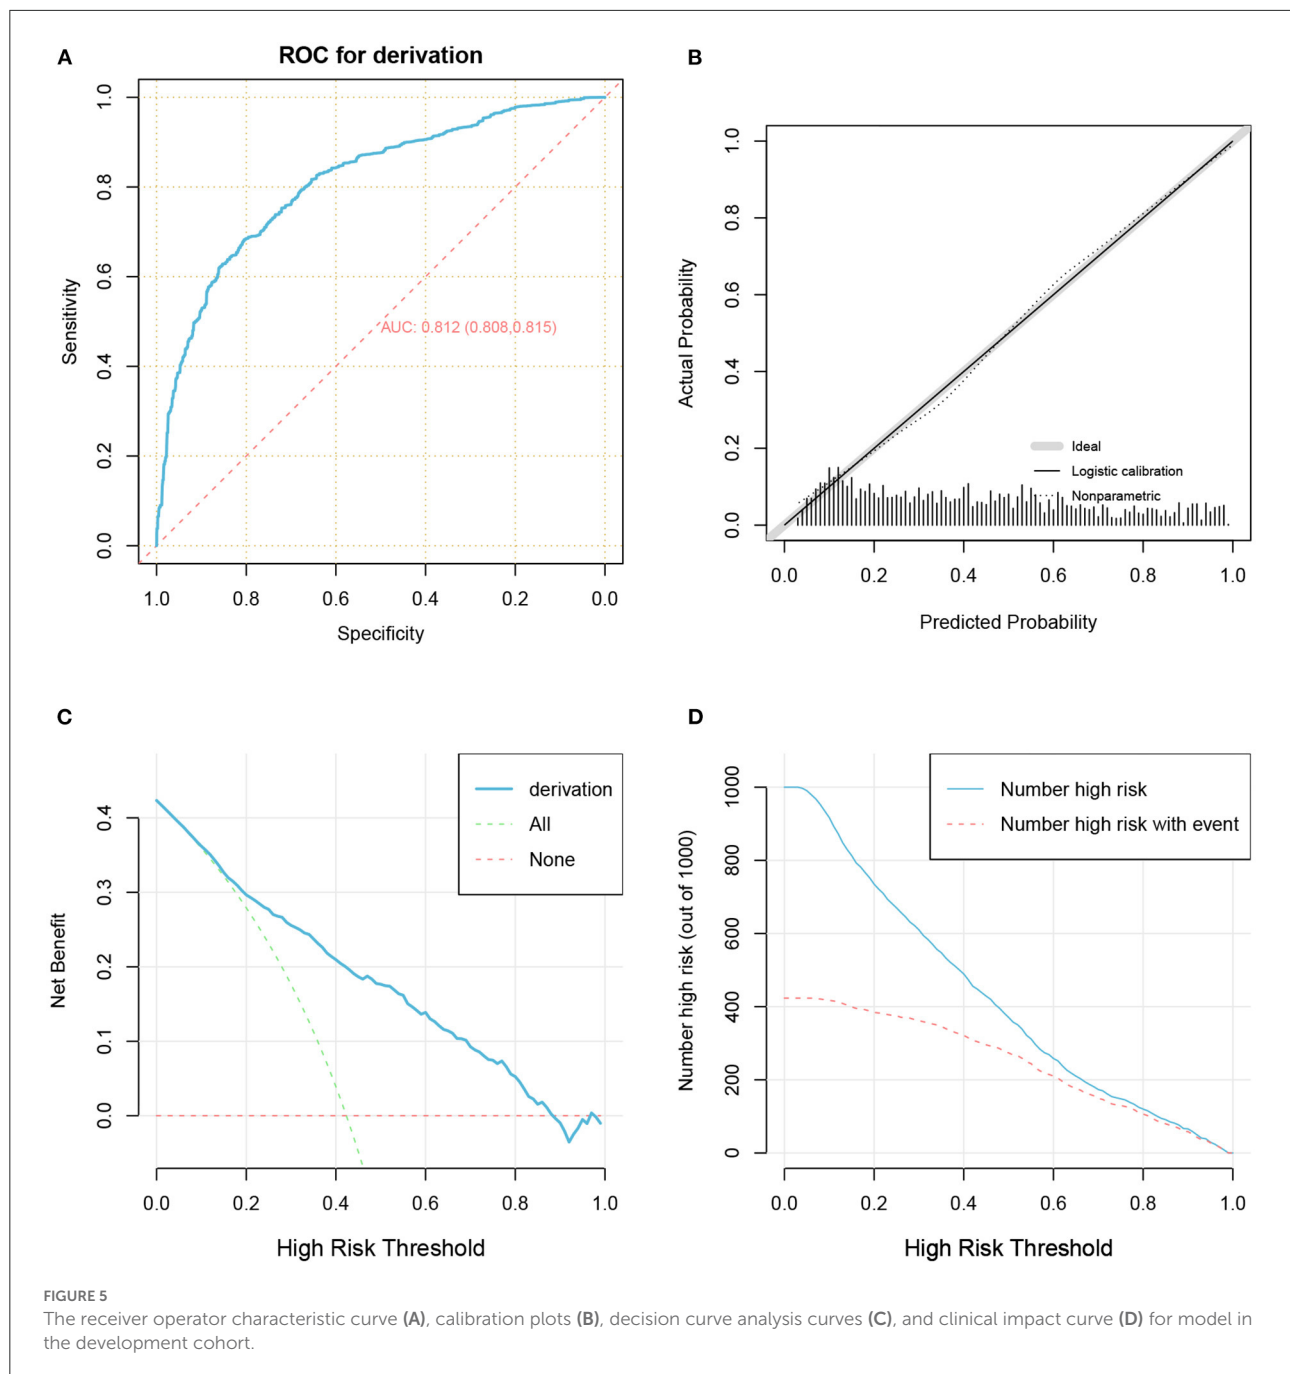 A
ROC for derivation
1.0
0.8
0.6
0.4
0.2
0.0
Sensitivity
AUC: 0.812 (0.808,0.815)
1.0 0.8 0.6 0.4 0.2 0.0
Specificity
B
1.0
0.8
0.6
0.4
0.2
0.0
Actual Probability
Ideal
Logistic calibration
Nonparametric
0.0 0.2 0.4 0.6 0.8 1.0
Predicted Probability
C
0.4
0.3
0.2
0.1
0.0
Net Benefit
derivation
All
None
0.0 0.2 0.4 0.6 0.8 1.0
High Risk Threshold
D
1000
800
600
400
200
0
Number high risk (out of 1000)
Number high risk
Number high risk with event
0.0 0.2 0.4 0.6 0.8 1.0
High Risk Threshold
FIGURE 5
The receiver operator characteristic curve (A), calibration plots (B), decision curve analysis curves (C), and clinical impact curve (D) for model in
the development cohort.